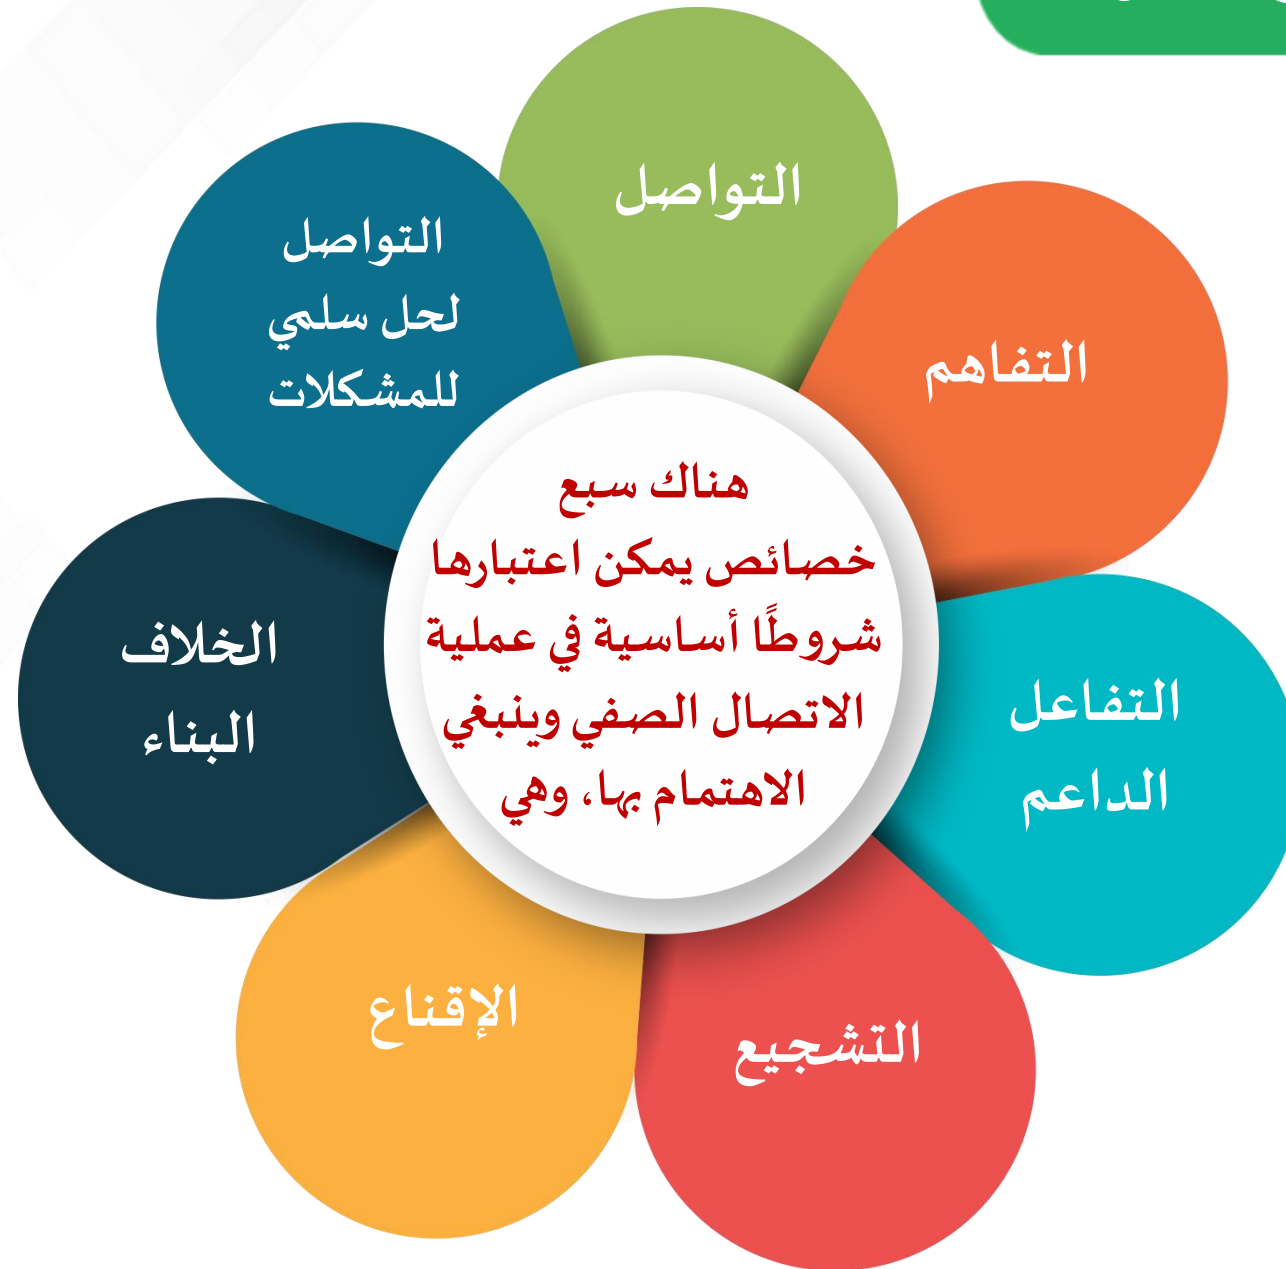 هناك سبع
خصائص يمكن اعتبارها
شروطًا أساسية في عملية
الاتصال الصفي وينبغي
الاهتمام بها، وهي
التواصل
التفاهم
التفاعل
الداعم
التشجيع
الإقناع
الخلاف
البناء
التواصل
لحل سلمي
للمشكلات